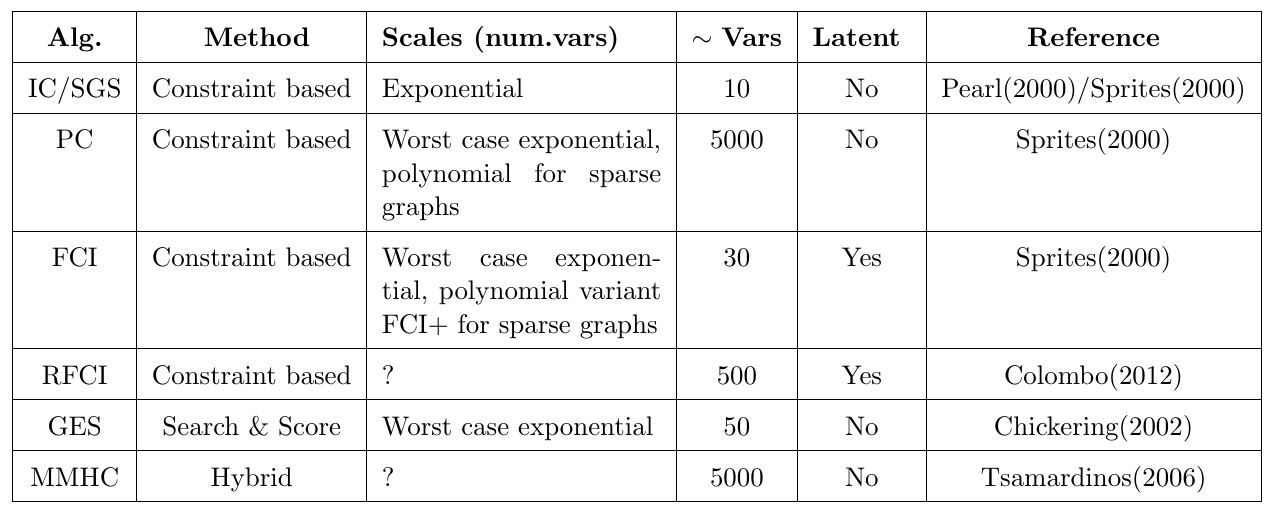 Alg. Method Scales (num.vars) ∼ Vars Latent Reference
IC/SGS Constraint based Exponential 10 No Pearl(2000)/Sprites(2000)
PC Constraint based Worst case exponential, 5000 No Sprites(2000)
polynomial for sparse
graphs
FCI Constraint based Worst case exponen- 30 Yes Sprites(2000)
tial, polynomial variant
FCI+ for sparse graphs
RFCI Constraint based ? 500 Yes Colombo(2012)
GES Search & Score Worst case exponential 50 No Chickering(2002)
MMHC Hybrid ? 5000 No Tsamardinos(2006)